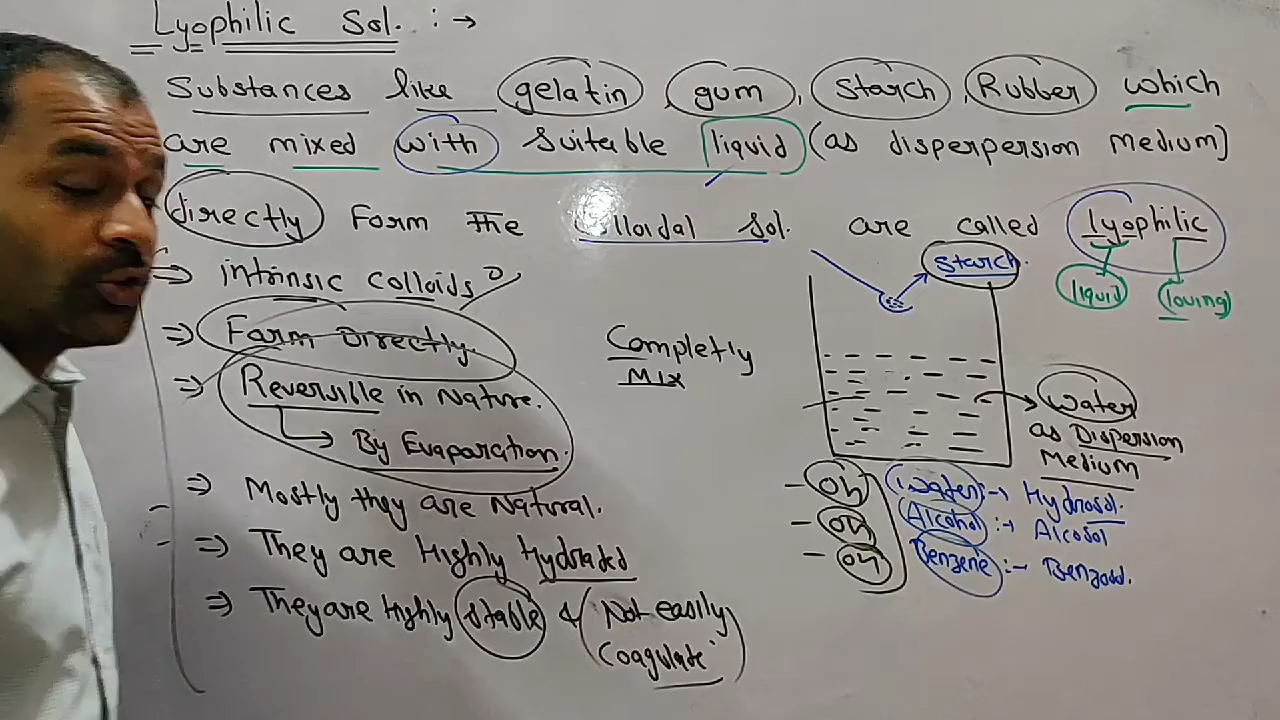 Lyophilic Sol. : →
Substances like gelatin, gum, starch, Rubber which
are mixed with suitable liquid (as disperpersion medium)
directly Form the Colloidal Sol. are called lyophilic
liquid loving
starch
⇒ intrinsic Colloids
⇒ Form Directly.
⇒ Reversible in Nature.
↳ By Evaporation.
Completly
Mix
Water
as Dispersion
Medium
⇒ Mostly they are Natural.
⇒ They are Highly Hydrated
⇒ They are Highly stable & (Not easily
Coagulate)
- OH
- OH
- OH
Water :→ Hydrosol.
Alcohol :→ Alcosol
Benzene :- Benzosol.